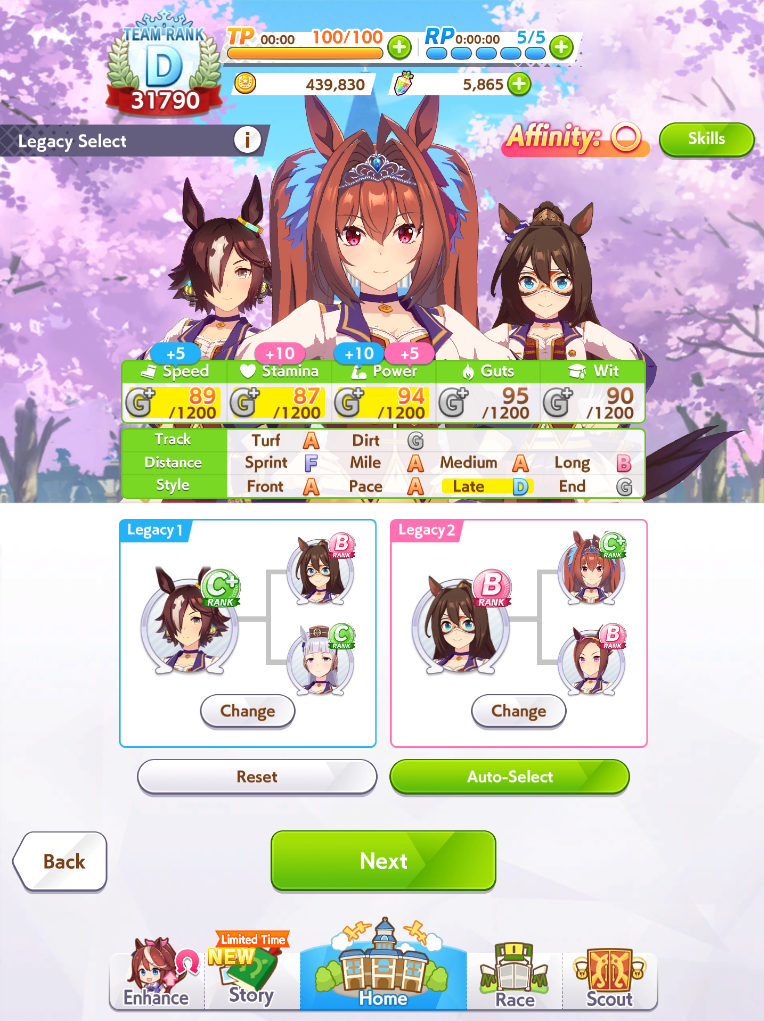 TEAM RANK
D
31790
TP 00:00 100/100
RP 0:00:00 5/5
439,830
5,865
Legacy Select
i
Affinity:
Skills
+5 +10 +10 +5
Speed Stamina Power Guts Wit
G+ 89 /1200 G+ 87 /1200 G+ 94 /1200 G+ 95 /1200 G+ 90 /1200
Track Turf A Dirt G
Distance Sprint F Mile A Medium A Long B
Style Front A Pace A Late D End G
Legacy 1
C+ RANK
B RANK
C RANK
Change
Legacy 2
B RANK
C+ RANK
B RANK
Change
Reset
Auto-Select
Back
Next
Enhance
Limited Time
NEW
Story
Home
Race
Scout